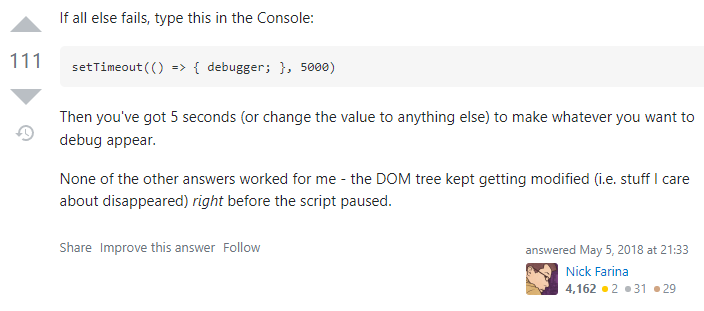 If all else fails, type this in the Console:
111
setTimeout(() => { debugger; }, 5000)
Then you've got 5 seconds (or change the value to anything else) to make whatever you want to
debug appear.
None of the other answers worked for me - the DOM tree kept getting modified (i.e. stuff I care
about disappeared) right before the script paused.
Share Improve this answer Follow
answered May 5, 2018 at 21:33
Nick Farina
4,162 ●2 ●31 ●29